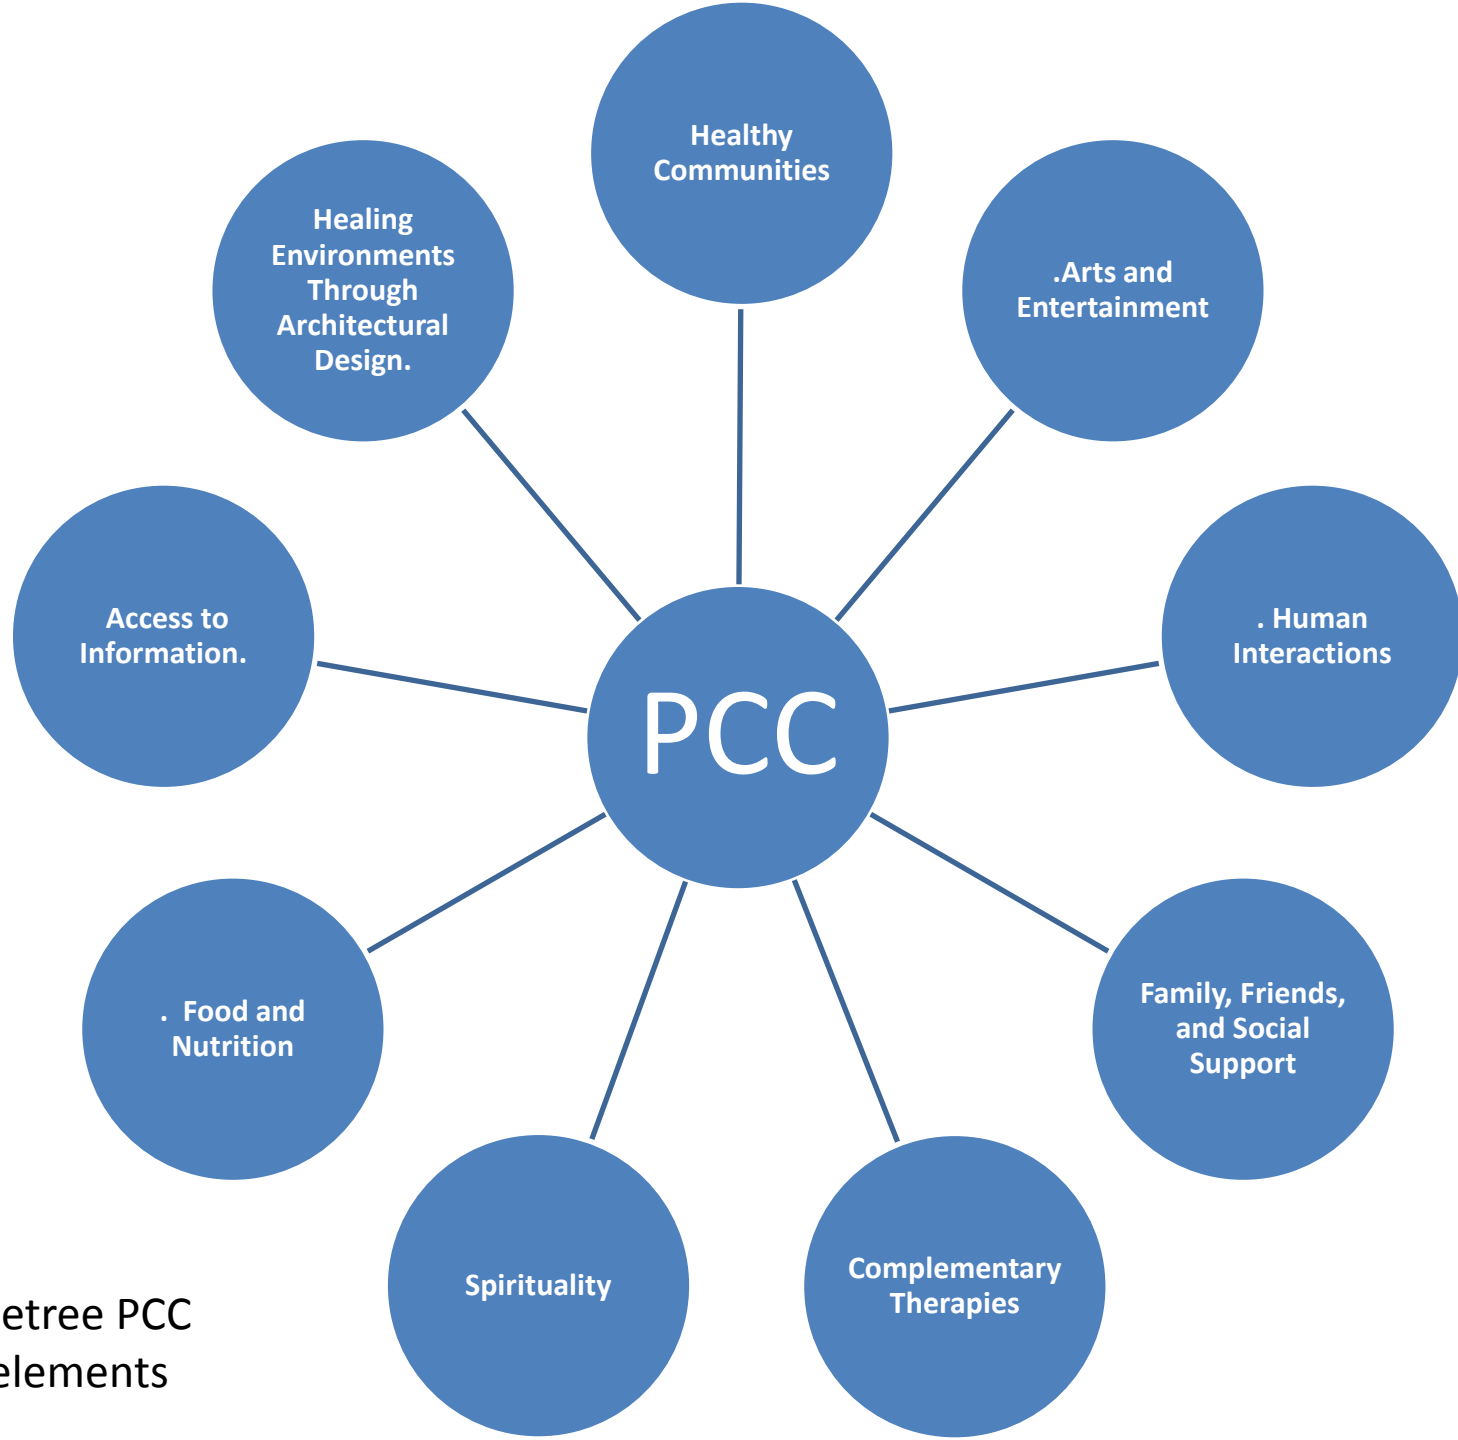 Healthy
Communities
.Arts and
Entertainment
. Human
Interactions
Family, Friends,
and Social
Support
Complementary
Therapies
Spirituality
. Food and
Nutrition
Access to
Information.
Healing
Environments
Through
Architectural
Design.
PCC
etree PCC
elements